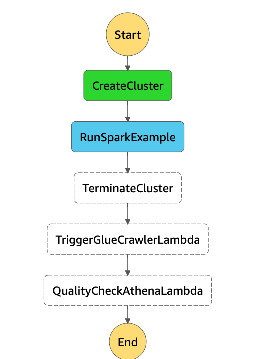 Start
CreateCluster
RunSparkExample
TerminateCluster
TriggerGlueCrawlerLambda
QualityCheckAthenaLambda
End